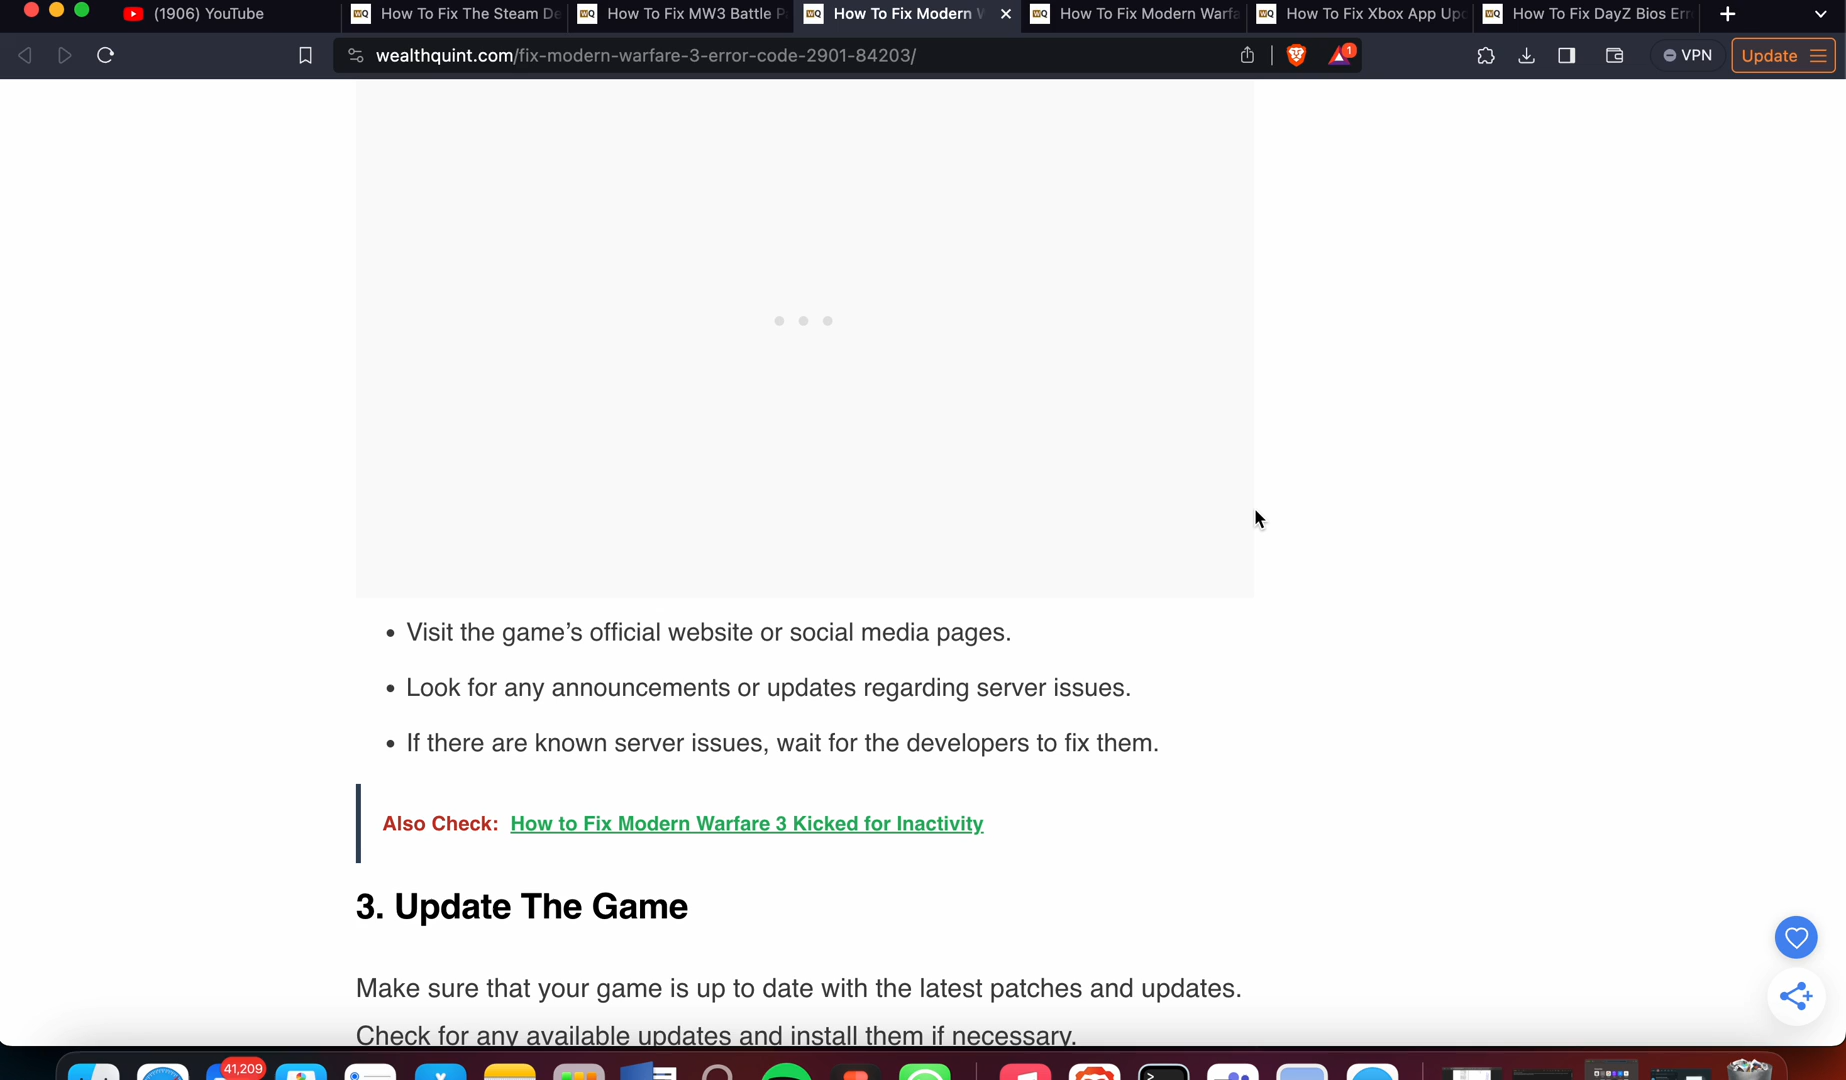 (1906) YouTube
How To Fix The Steam De
How To Fix MW3 Battle P
How To Fix Modern W
How To Fix Modern Warfa
How To Fix Xbox App Upd
How To Fix DayZ Bios Err
wealthquint.com/fix-modern-warfare-3-error-code-2901-84203/
1
VPN
Update
• Visit the game’s official website or social media pages.
• Look for any announcements or updates regarding server issues.
• If there are known server issues, wait for the developers to fix them.
Also Check: How to Fix Modern Warfare 3 Kicked for Inactivity
3. Update The Game
Make sure that your game is up to date with the latest patches and updates.
Check for any available updates and install them if necessary.
41,209